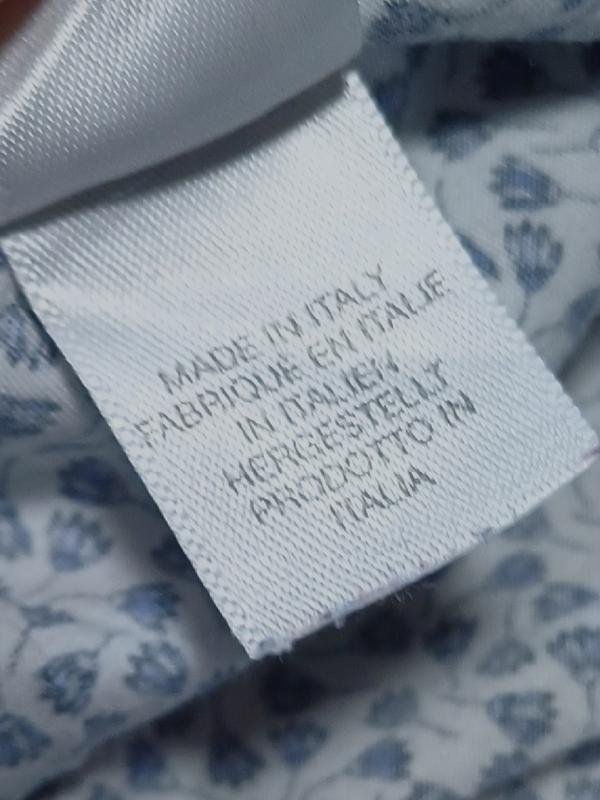 MADE IN ITALY
FABRIQUE EN ITALIE
IN ITALIEN
HERGESTELLT
PRODOTTO IN
ITALIA